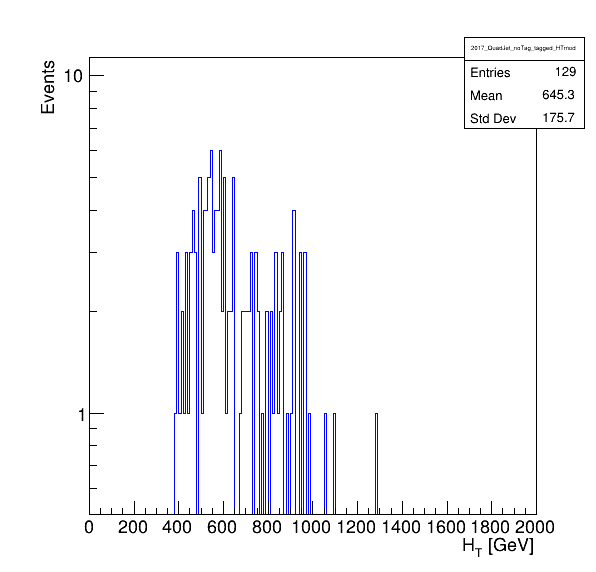 2017_QuadJet_noTag_tagged_HTmod
Entries 129
Mean 645.3
Std Dev 175.7
Events
10
1
0 200 400 600 800 1000 1200 1400 1600 1800 2000
H_T [GeV]